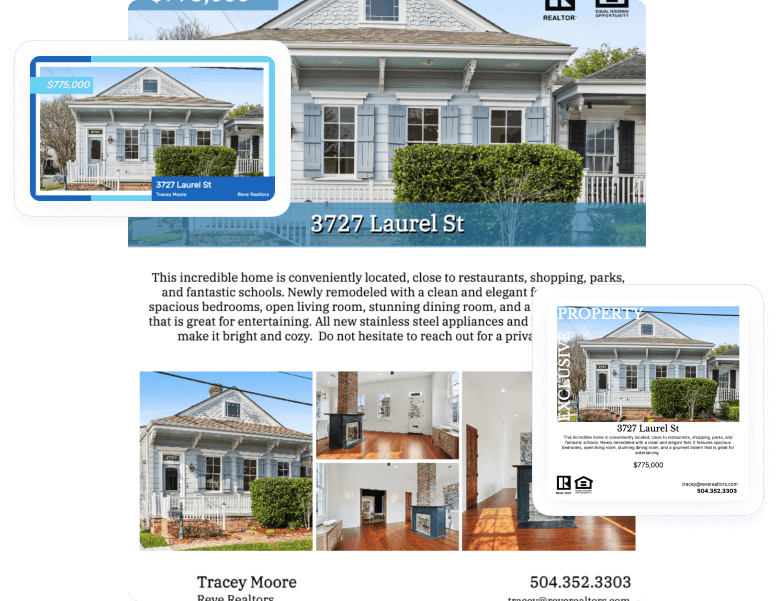 $775,000
REALTOR
EQUAL HOUSING
OPPORTUNITY
$775,000
3727 Laurel St
Tracey Moore
Reve Realtors
3727 Laurel St
This incredible home is conveniently located, close to restaurants, shopping, parks,
and fantastic schools. Newly remodeled with a clean and elegant
spacious bedrooms, open living room, stunning dining room, and a
that is great for entertaining. All new stainless steel appliances and
make it bright and cozy. Do not hesitate to reach out for a
PROPERTY
EXCLUSIVE
3727 Laurel St
This incredible home is conveniently located, close to restaurants, shopping, parks, and
fantastic schools. Newly remodeled with a clean and elegant feel, it features spacious
bedrooms, open living room, stunning dining room, and a gourmet kitchen that is great for
entertaining.
$775,000
REALTOR
tracey@reverealtors.com
504.352.3303
Tracey Moore
504.352.3303
Reve Realtors
tracey@reverealtors.com